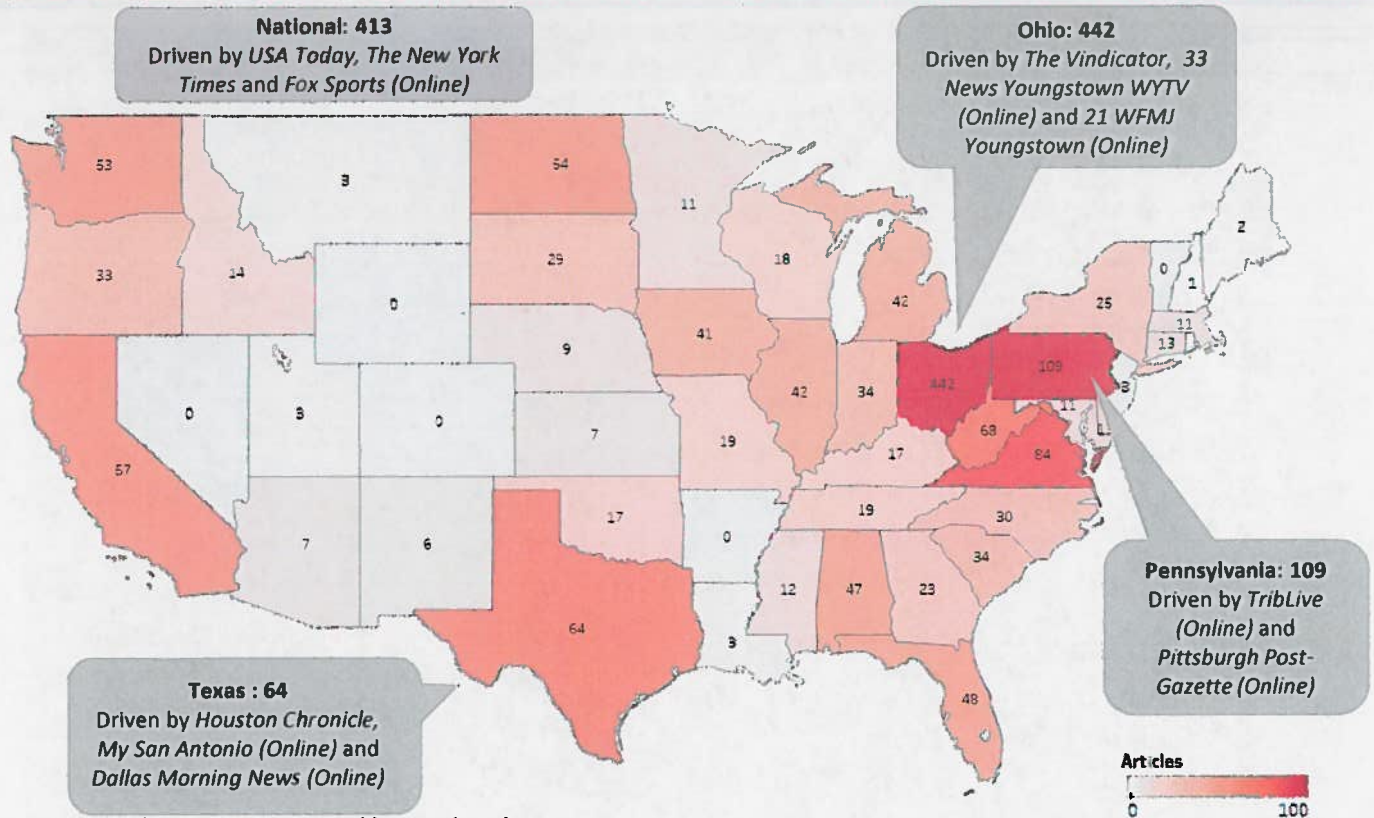 National: 413
Driven by USA Today, The New York
Times and Fox Sports (Online)
Ohio: 442
Driven by The Vindicator, 33
News Youngstown WYTV
(Online) and 21 WFMJ
Youngstown (Online)
53
3
54
11
2
33
14
29
18
42
25
0
1
0
41
11
13
9
109
3
442
42
34
0
3
0
7
19
68
11
57
17
84
7
6
17
0
19
30
34
12
47
23
64
3
48
Pennsylvania: 109
Driven by TribLive
(Online) and
Pittsburgh Post-
Gazette (Online)
Texas : 64
Driven by Houston Chronicle,
My San Antonio (Online) and
Dallas Morning News (Online)
Articles
0 100